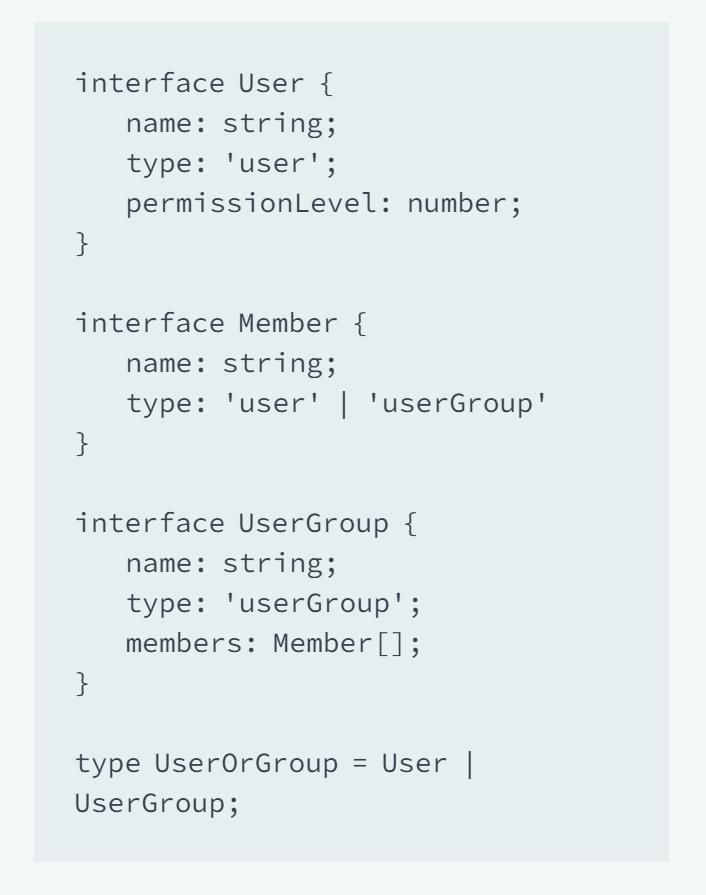 interface User {
   name: string;
   type: 'user';
   permissionLevel: number;
}

interface Member {
   name: string;
   type: 'user' | 'userGroup'
}

interface UserGroup {
   name: string;
   type: 'userGroup';
   members: Member[];
}

type UserOrGroup = User |
UserGroup;